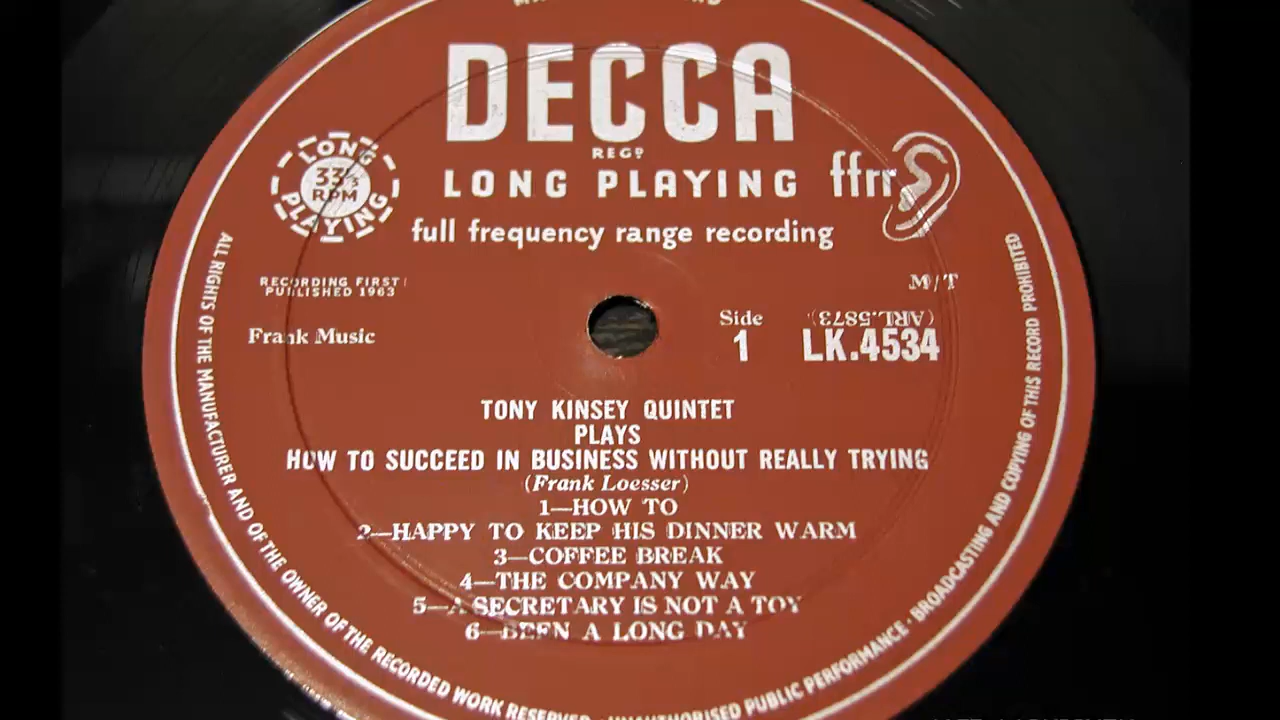 DECCA
REGD
LONG PLAYING
ffrr
LONG
33⅓
RPM
PLAYING
full frequency range recording
RECORDING FIRST
PUBLISHED 1963
M/T
Frank Music
Side
1
(ARL.5873)
LK.4534
TONY KINSEY QUINTET
PLAYS
HOW TO SUCCEED IN BUSINESS WITHOUT REALLY TRYING
(Frank Loesser)
1—HOW TO
2—HAPPY TO KEEP HIS DINNER WARM
3—COFFEE BREAK
4—THE COMPANY WAY
5—A SECRETARY IS NOT A TOY
6—BEEN A LONG DAY
ALL RIGHTS OF THE MANUFACTURER AND OF THE OWNER OF THE RECORDED WORK RESERVED · UNAUTHORISED PUBLIC PERFORMANCE · BROADCASTING AND COPYING OF THIS RECORD PROHIBITED